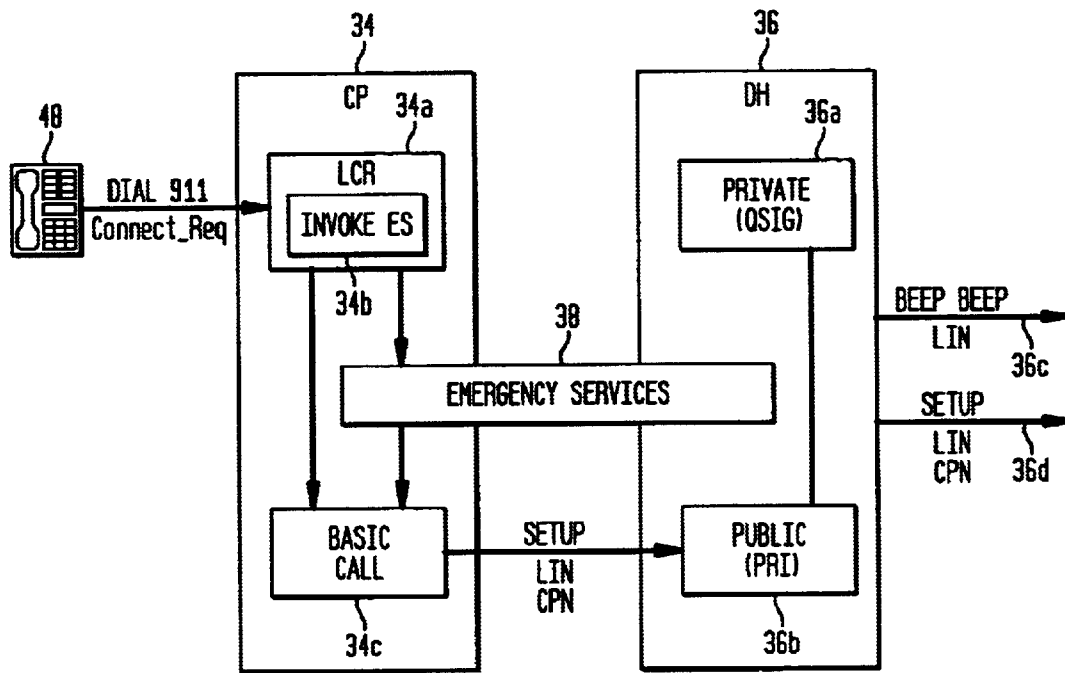 34
CP
36
DH
48
DIAL 911
Connect_Req
34a
LCR
INVOKE ES
34b
36a
PRIVATE
(QSIG)
38
EMERGENCY SERVICES
BEEP BEEP
LIN
36c
SETUP
LIN
CPN
36d
BASIC
CALL
34c
SETUP
LIN
CPN
PUBLIC
(PRI)
36b